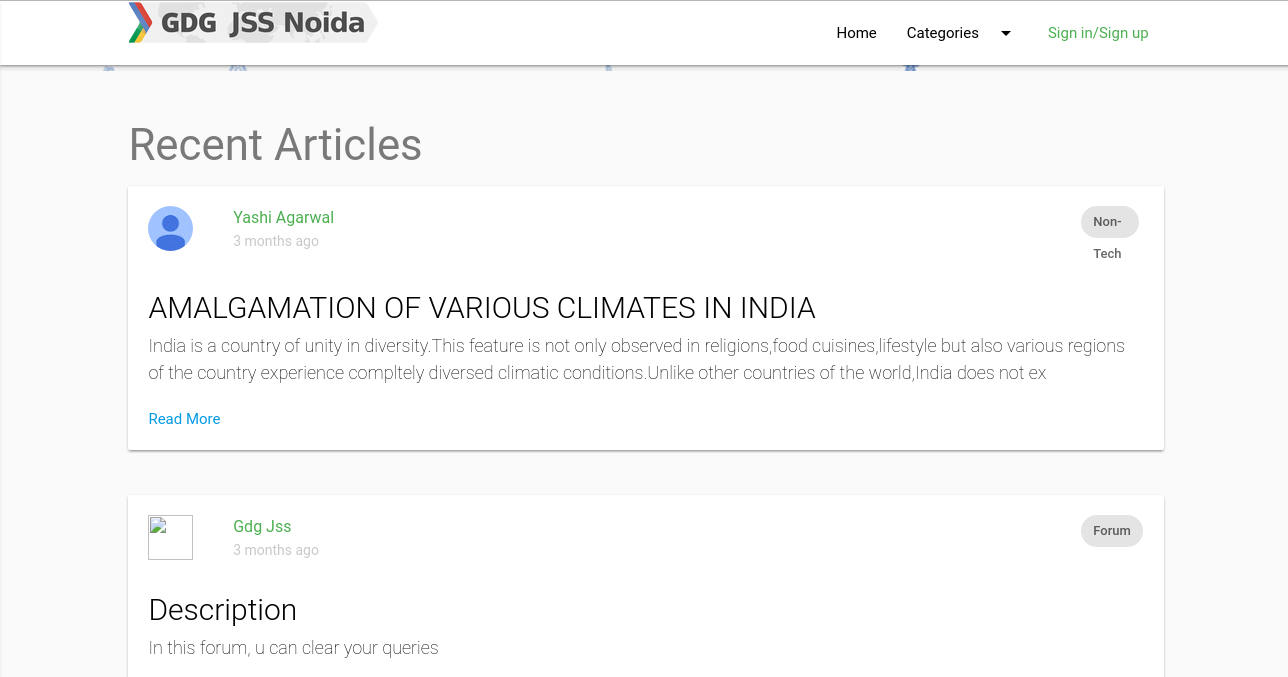 GDG JSS Noida
Home
Categories
Sign in/Sign up
Recent Articles
Yashi Agarwal
3 months ago
Non-
Tech
AMALGAMATION OF VARIOUS CLIMATES IN INDIA
India is a country of unity in diversity.This feature is not only observed in religions,food cuisines,lifestyle but also various regions
of the country experience compltely diversed climatic conditions.Unlike other countries of the world,India does not ex
Read More
Gdg Jss
3 months ago
Forum
Description
In this forum, u can clear your queries